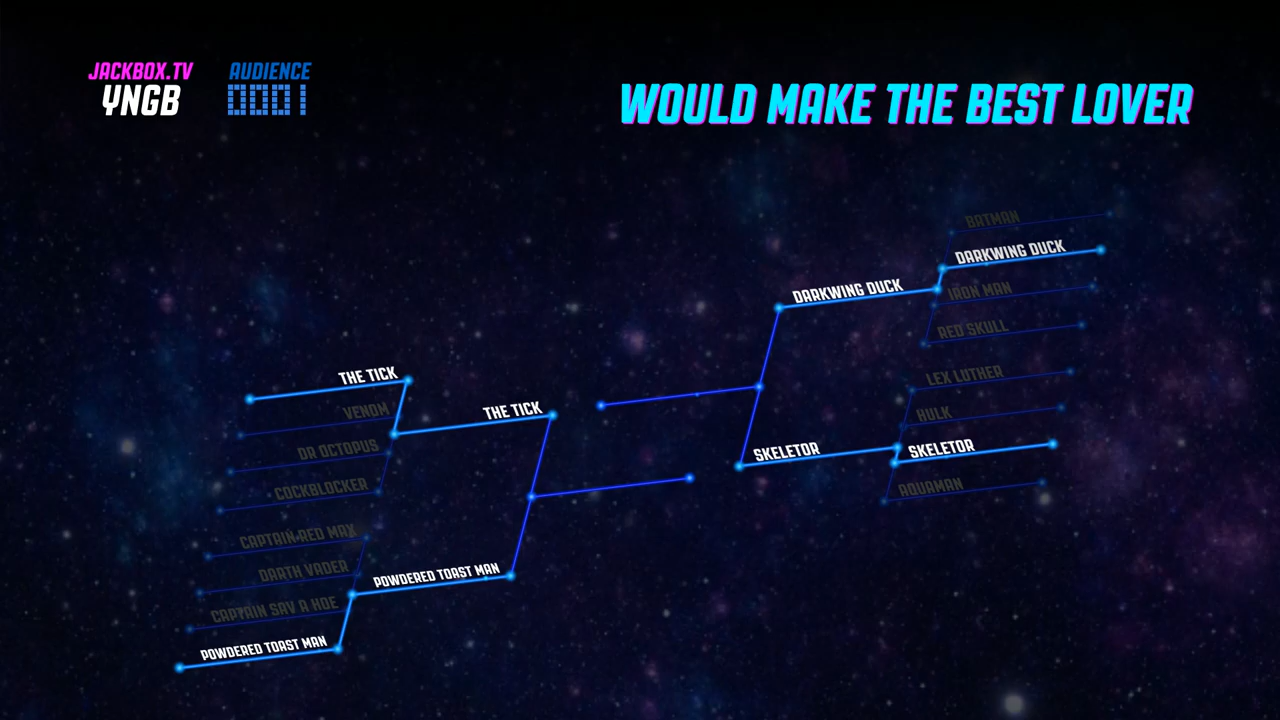 JACKBOX.TV
YNGB
AUDIENCE
0001
WOULD MAKE THE BEST LOVER
THE TICK
VENOM
DR OCTOPUS
COCKBLOCKER
CAPTAIN RED MAX
DARTH VADER
CAPTAIN SAV A HOE
POWDERED TOAST MAN
THE TICK
POWDERED TOAST MAN
DARKWING DUCK
SKELETOR
BATMAN
DARKWING DUCK
IRON MAN
RED SKULL
LEX LUTHER
HULK
SKELETOR
AQUAMAN